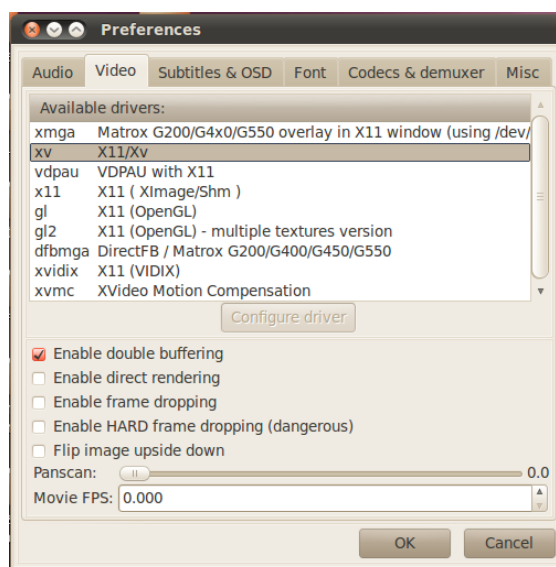 Preferences
Audio Video Subtitles & OSD Font Codecs & demuxer Misc
Available drivers:
xmga Matrox G200/G4x0/G550 overlay in X11 window (using /dev/
xv X11/Xv
vdpau VDPAU with X11
x11 X11 ( XImage/Shm )
gl X11 (OpenGL)
gl2 X11 (OpenGL) - multiple textures version
dfbmga DirectFB / Matrox G200/G400/G450/G550
xvidix X11 (VIDIX)
xvmc XVideo Motion Compensation
Configure driver
Enable double buffering
Enable direct rendering
Enable frame dropping
Enable HARD frame dropping (dangerous)
Flip image upside down
Panscan: 0.0
Movie FPS: 0.000
OK Cancel